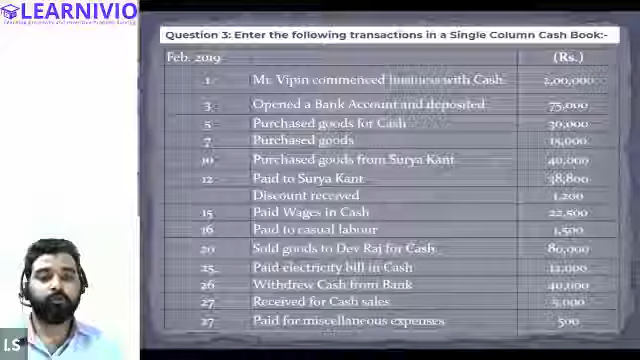 LEARNIVIO
Question 3: Enter the following transactions in a Single Column Cash Book:-
Feb. 2019 (Rs.)
1 Mr. Vipin commenced business with Cash 2,00,000
3 Opened a Bank Account and deposited 75,000
5 Purchased goods for Cash 30,000
7 Purchased goods 15,000
10 Purchased goods from Surya Kant 40,000
12 Paid to Surya Kant 38,800
Discount received 1,200
15 Paid Wages in Cash 22,500
16 Paid to casual labour 1,500
20 Sold goods to Dev Raj for Cash 80,000
25 Paid electricity bill in Cash 12,000
26 Withdrew Cash from Bank 40,000
27 Received for Cash sales 5,000
27 Paid for miscellaneous expenses 500
I.S